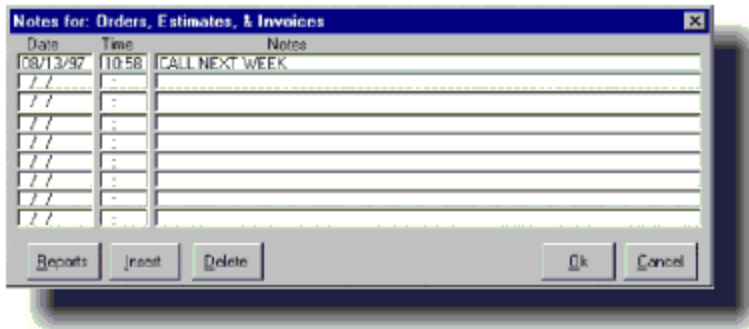 Notes for: Orders, Estimates, & Invoices
Date Time Notes
08/13/97 10:58 CALL NEXT WEEK
/ / :
/ / :
/ / :
/ / :
/ / :
/ / :
/ / :
/ / :
Reports Insert Delete Ok Cancel